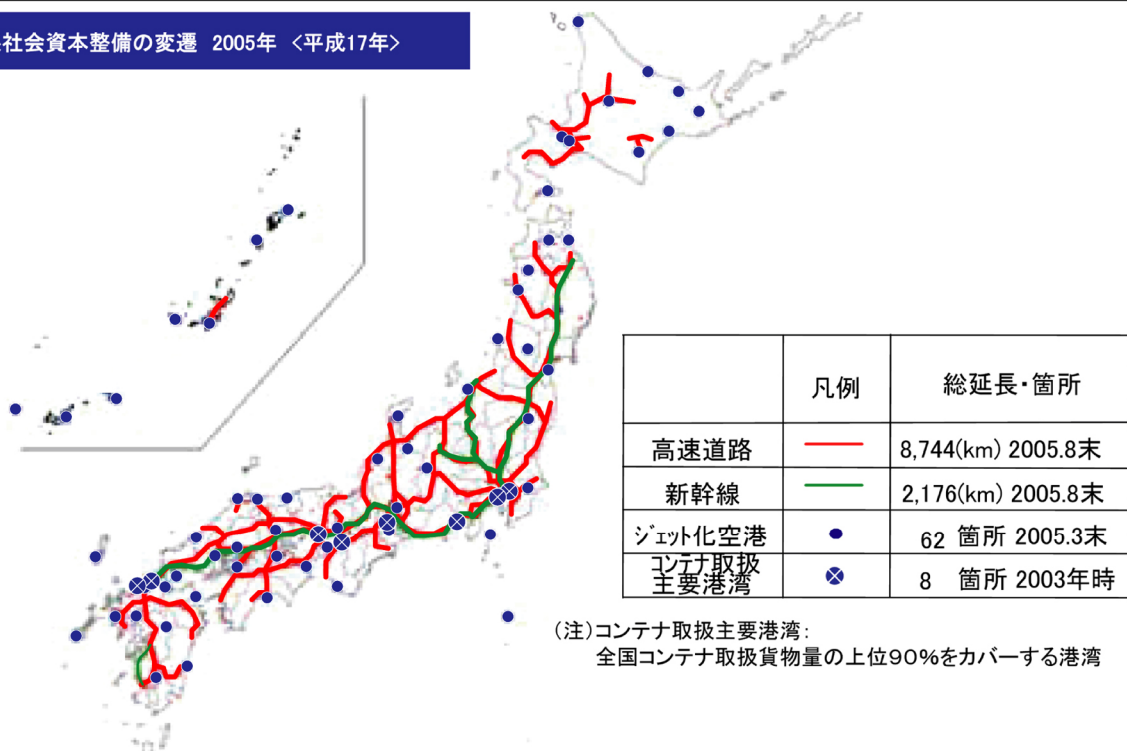 社会資本整備の変遷 2005年 <平成17年>
凡例 総延長・箇所
高速道路 8,744(km) 2005.8末
新幹線 2,176(km) 2005.8末
ジェット化空港 62 箇所 2005.3末
コンテナ取扱
主要港湾 8 箇所 2003年時
(注)コンテナ取扱主要港湾:
全国コンテナ取扱貨物量の上位90%をカバーする港湾